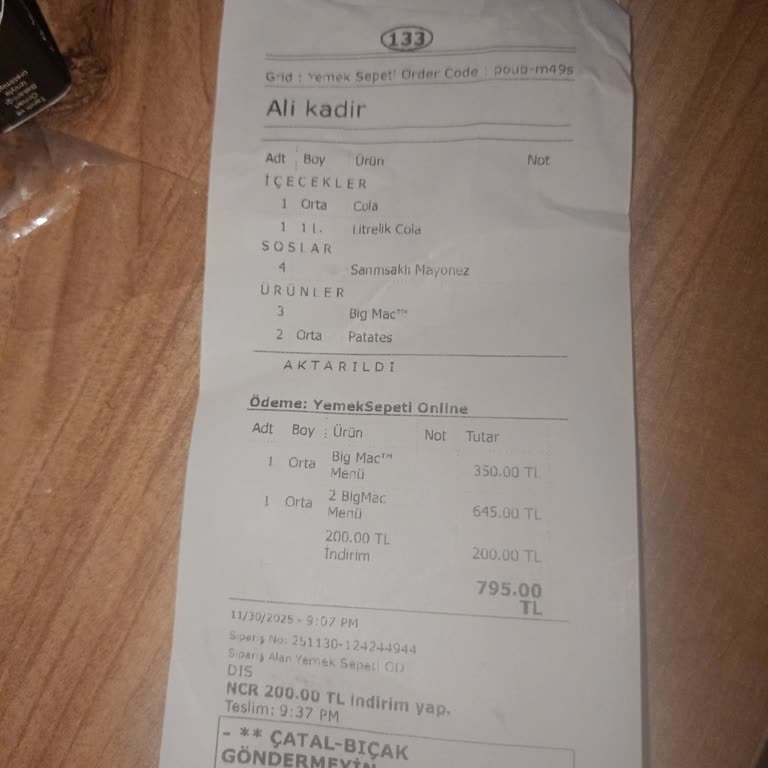 133
Grid : Yemek Sepeti Order Code : poub-m49s
Ali kadir
Adt Boy Ürün Not
İÇECEKLER
1 Orta Cola
1 1 L. Litrelik Cola
SOSLAR
4 Sarımsaklı Mayonez
ÜRÜNLER
3 Big Mac™
2 Orta Patates
AKTARILDI
Ödeme: YemekSepeti Online
Adt Boy : Ürün Not Tutar
1 Orta Big Mac™ Menü 350.00 TL
1 Orta 2 BigMac Menü 645.00 TL
200.00 TL İndirim 200.00 TL
795.00 TL
11/30/2025 - 9:07 PM
Sipariş No: 251130-124244944
Sipariş Alan Yemek Sepeti OD
DIS
NCR 200.00 TL indirim yap.
Teslim: 9:37 PM
- ** ÇATAL-BIÇAK
GÖNDERMEYİN